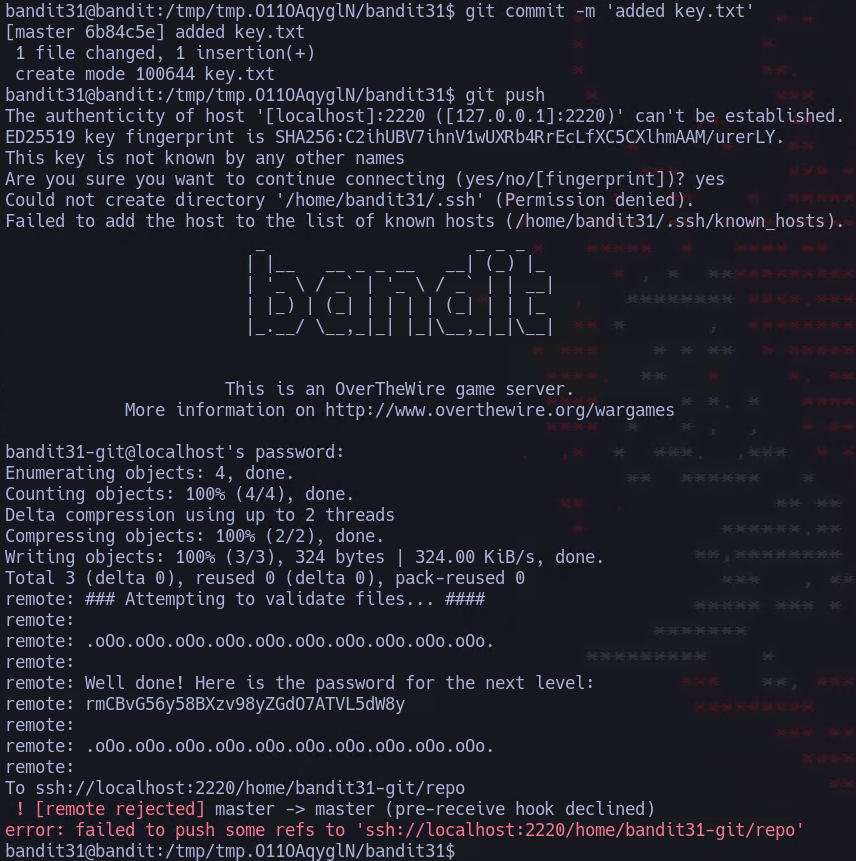 bandit31@bandit:/tmp/tmp.O11OAqyglN/bandit31$ git commit -m 'added key.txt'
[master 6b84c5e] added key.txt
 1 file changed, 1 insertion(+)
 create mode 100644 key.txt
bandit31@bandit:/tmp/tmp.O11OAqyglN/bandit31$ git push
The authenticity of host '[localhost]:2220 ([127.0.0.1]:2220)' can't be established.
ED25519 key fingerprint is SHA256:C2ihUBV7ihnV1wUXRb4RrEcLfXC5CXlhmAAM/urerLY.
This key is not known by any other names
Are you sure you want to continue connecting (yes/no/[fingerprint])? yes
Could not create directory '/home/bandit31/.ssh' (Permission denied).
Failed to add the host to the list of known hosts (/home/bandit31/.ssh/known_hosts).
bandit
This is an OverTheWire game server.
More information on http://www.overthewire.org/wargames
bandit31-git@localhost's password:
Enumerating objects: 4, done.
Counting objects: 100% (4/4), done.
Delta compression using up to 2 threads
Compressing objects: 100% (2/2), done.
Writing objects: 100% (3/3), 324 bytes | 324.00 KiB/s, done.
Total 3 (delta 0), reused 0 (delta 0), pack-reused 0
remote: ### Attempting to validate files... ####
remote:
remote: .oOo.oOo.oOo.oOo.oOo.oOo.oOo.oOo.oOo.oOo.
remote:
remote: Well done! Here is the password for the next level:
remote: rmCBvG56y58BXzv98yZGdO7ATVL5dW8y
remote:
remote: .oOo.oOo.oOo.oOo.oOo.oOo.oOo.oOo.oOo.oOo.
remote:
To ssh://localhost:2220/home/bandit31-git/repo
 ! [remote rejected] master -> master (pre-receive hook declined)
error: failed to push some refs to 'ssh://localhost:2220/home/bandit31-git/repo'
bandit31@bandit:/tmp/tmp.O11OAqyglN/bandit31$